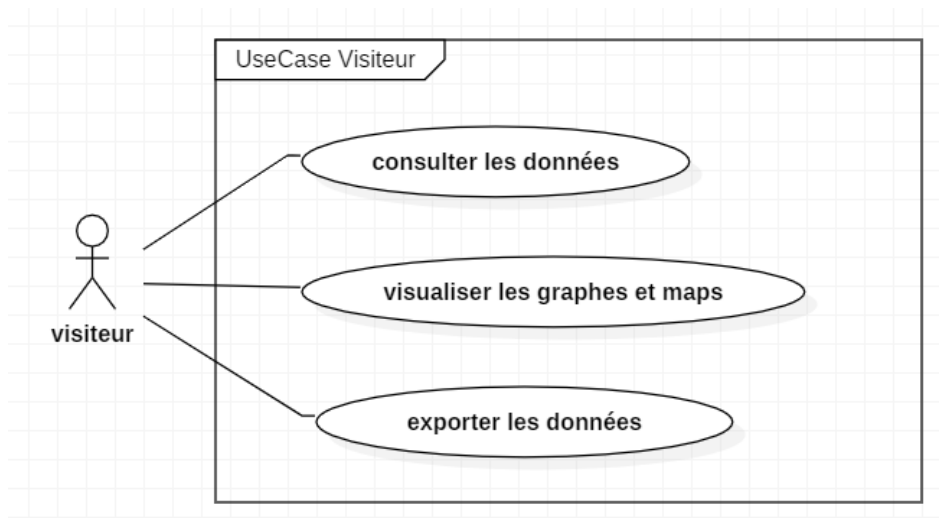 UseCase Visiteur
consulter les données
visualiser les graphes et maps
visiteur
exporter les données